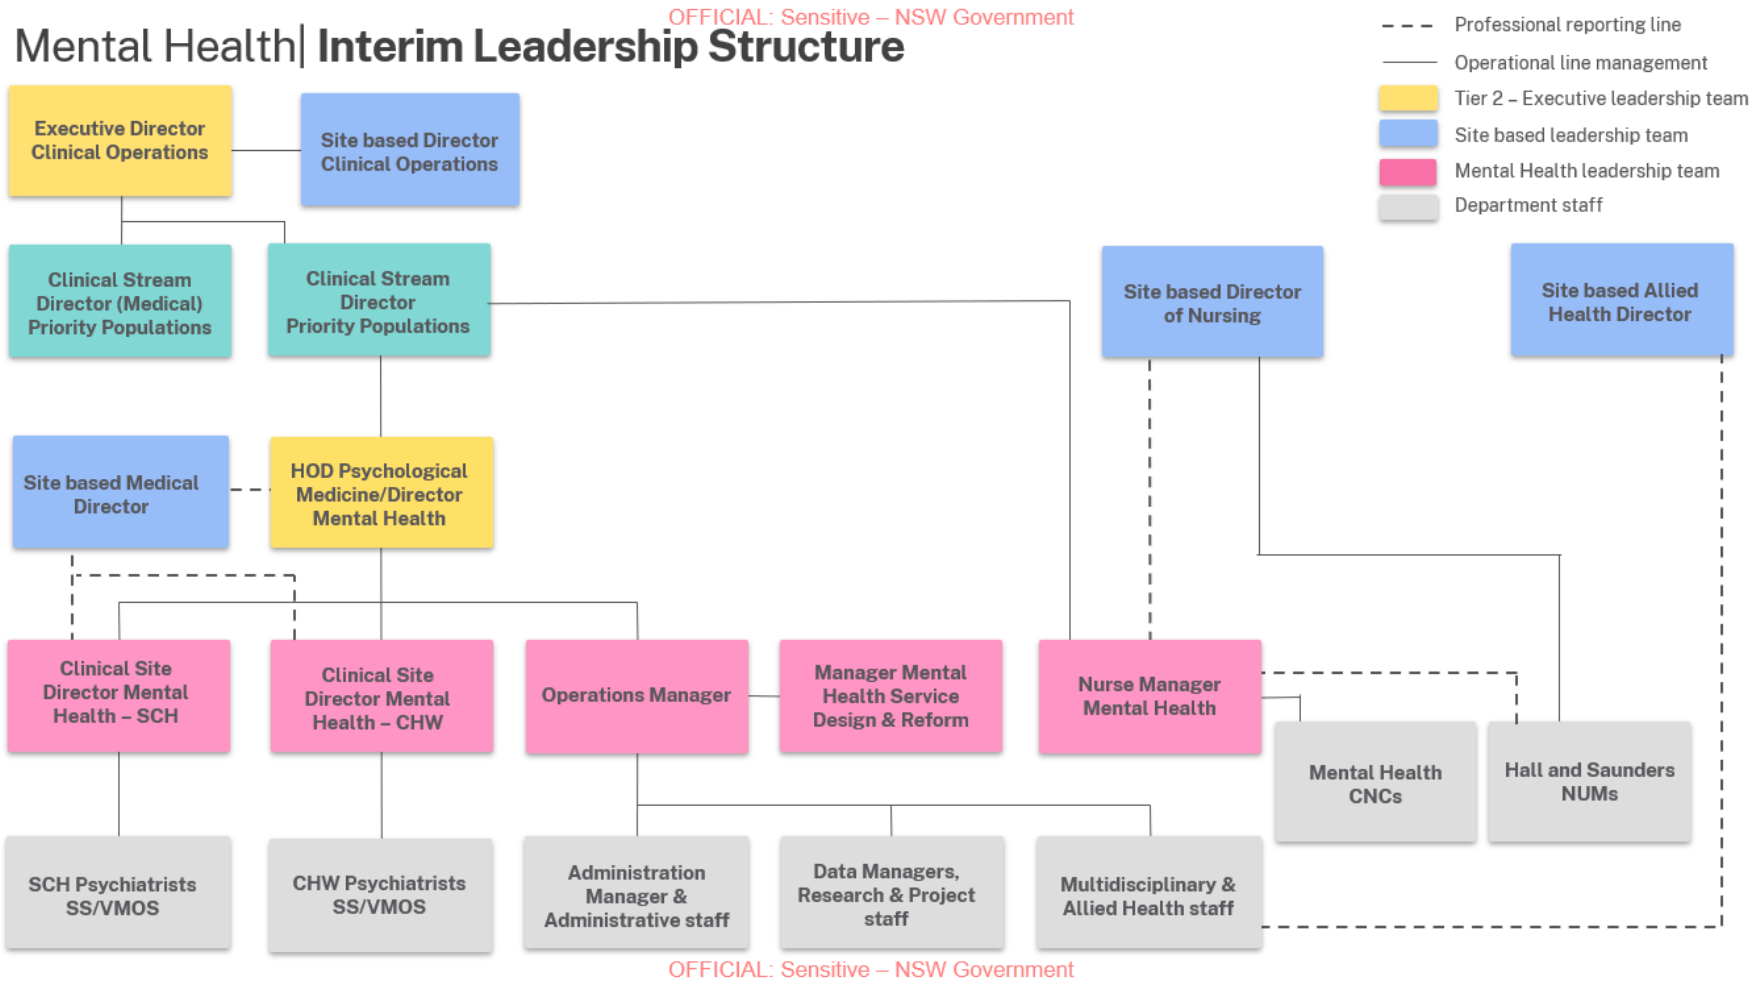 OFFICIAL: Sensitive – NSW Government
Mental Health| Interim Leadership Structure
Professional reporting line
Operational line management
Tier 2 – Executive leadership team
Site based leadership team
Mental Health leadership team
Department staff
Executive Director
Clinical Operations
Site based Director
Clinical Operations
Clinical Stream
Director (Medical)
Priority Populations
Clinical Stream
Director
Priority Populations
Site based Director
of Nursing
Site based Allied
Health Director
Site based Medical
Director
HOD Psychological
Medicine/Director
Mental Health
Clinical Site
Director Mental
Health – SCH
Clinical Site
Director Mental
Health – CHW
Operations Manager
Manager Mental
Health Service
Design & Reform
Nurse Manager
Mental Health
Mental Health
CNCs
Hall and Saunders
NUMs
SCH Psychiatrists
SS/VMOS
CHW Psychiatrists
SS/VMOS
Administration
Manager &
Administrative staff
Data Managers,
Research & Project
staff
Multidisciplinary &
Allied Health staff
OFFICIAL: Sensitive – NSW Government